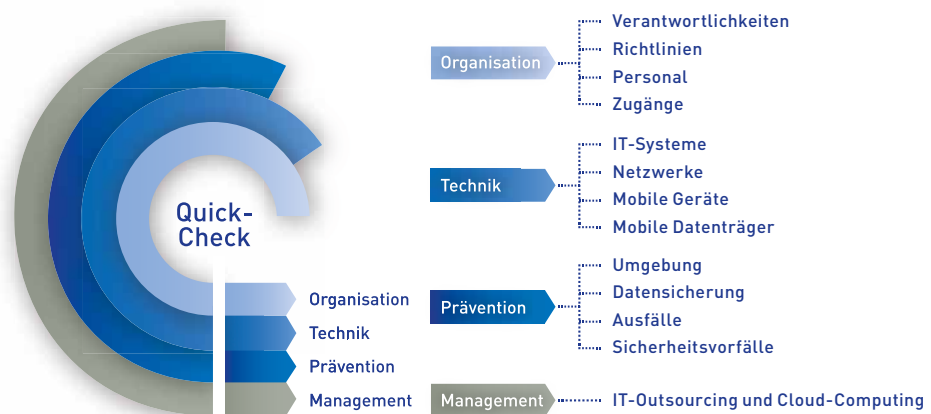 Quick-
Check
Organisation
Technik
Prävention
Management
Organisation
Verantwortlichkeiten
Richtlinien
Personal
Zugänge
Technik
IT-Systeme
Netzwerke
Mobile Geräte
Mobile Datenträger
Prävention
Umgebung
Datensicherung
Ausfälle
Sicherheitsvorfälle
Management
IT-Outsourcing und Cloud-Computing